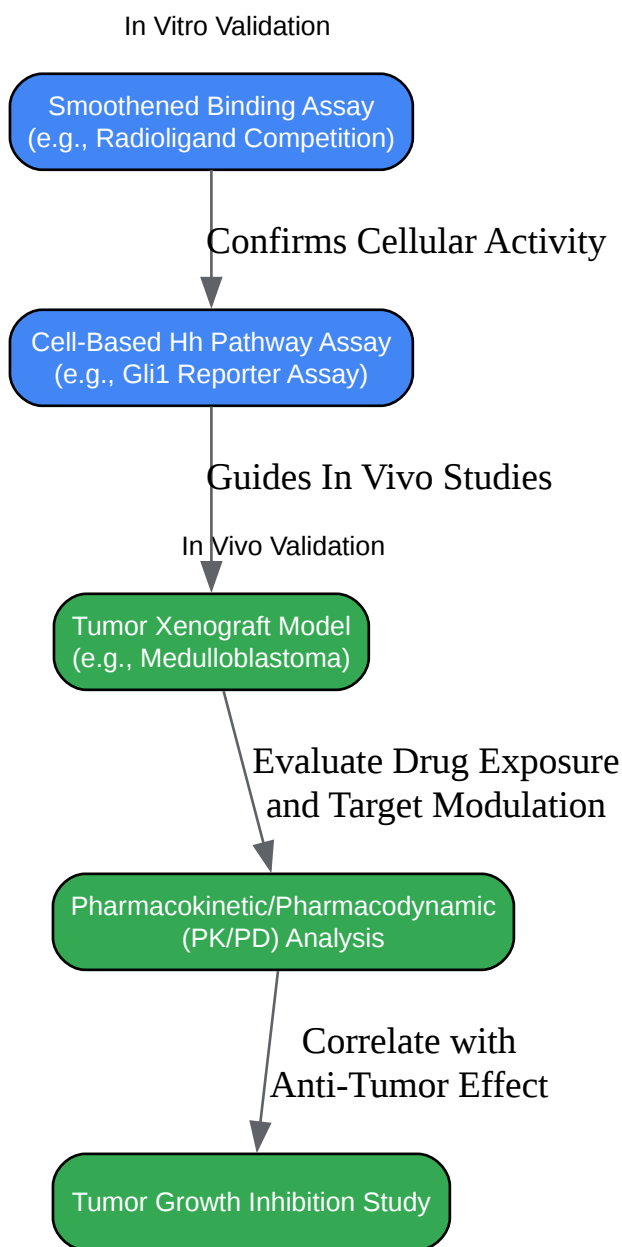 In Vitro Validation
Smoothened Binding Assay
(e.g., Radioligand Competition)
Confirms Cellular Activity
Cell-Based Hh Pathway Assay
(e.g., Gli1 Reporter Assay)
Guides In Vivo Studies
In Vivo Validation
Tumor Xenograft Model
(e.g., Medulloblastoma)
Evaluate Drug Exposure
and Target Modulation
Pharmacokinetic/Pharmacodynamic
(PK/PD) Analysis
Correlate with
Anti-Tumor Effect
Tumor Growth Inhibition Study